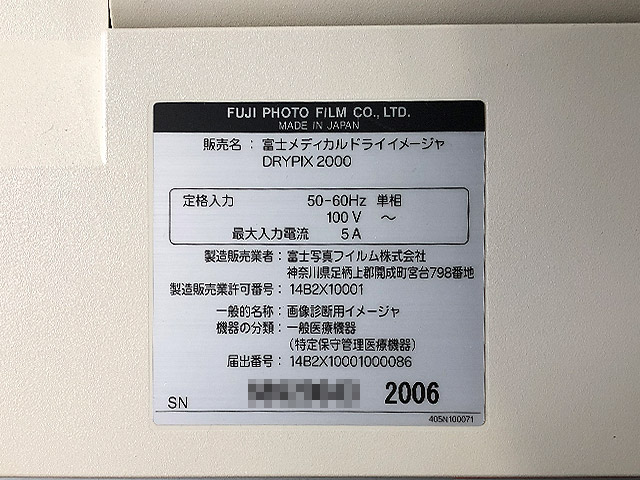 FUJI PHOTO FILM CO., LTD.
MADE IN JAPAN
販売名：富士メディカルドライイメージャ
DRYPIX 2000
定格入力 50-60Hz 単相
100 V ～
最大入力電流 5 A
製造販売業者：富士写真フイルム株式会社
神奈川県足柄上郡開成町宮台798番地
製造販売業許可番号：14B2X10001
一般的名称：画像診断用イメージャ
機器の分類：一般医療機器
（特定保守管理医療機器）
届出番号：14B2X10001000086
SN 2006
405N100071